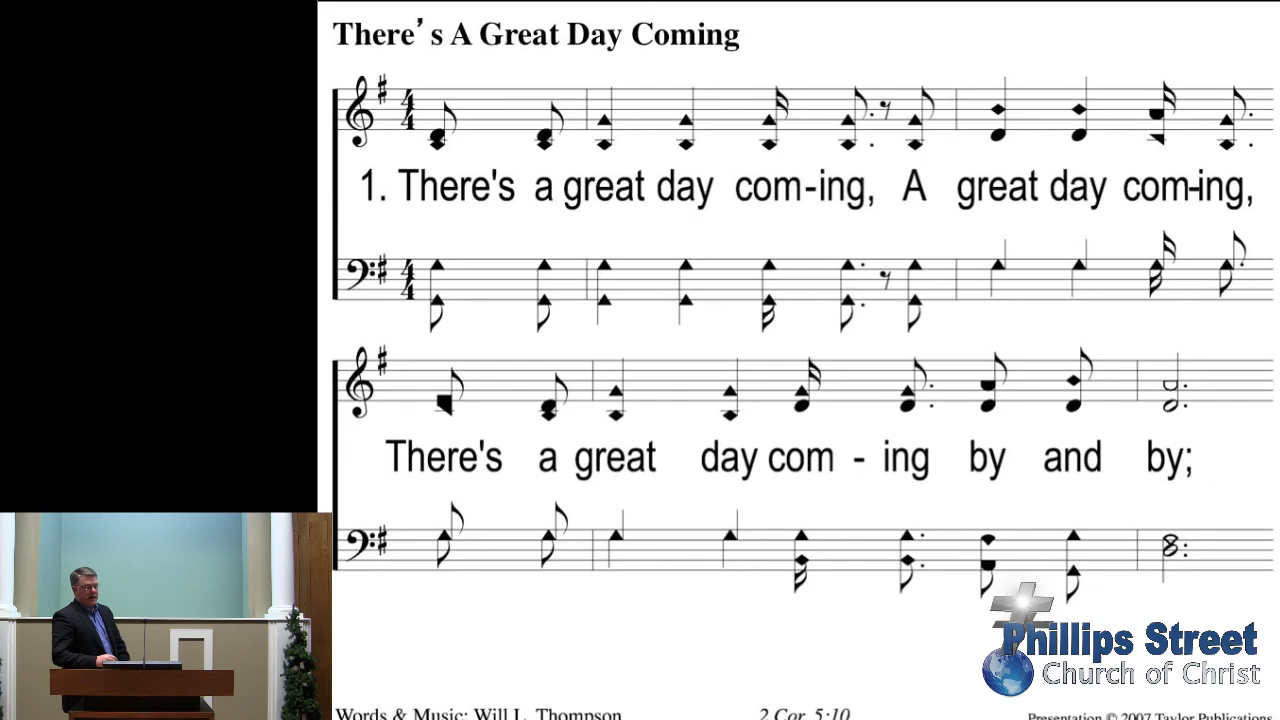 There’s A Great Day Coming
1. There's a great day com-ing, A great day com-ing,
There's a great day com - ing by and by;
Phillips Street
Church of Christ
Words & Music: Will L. Thompson
2 Cor. 5:10
Presentation © 2007 Taylor Publications